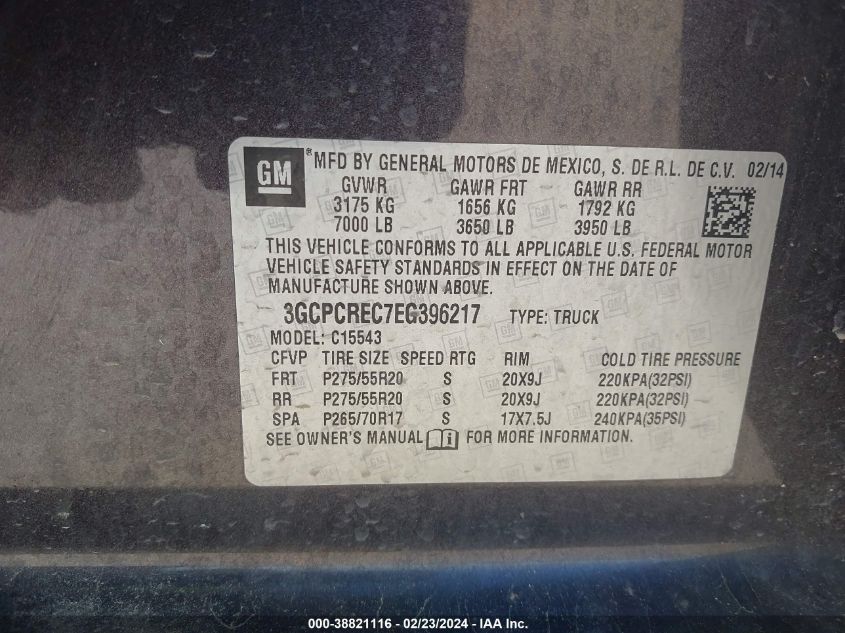 GM
*MFD BY GENERAL MOTORS DE MEXICO, S. DE R.L. DE C.V. 02/14
GVWR GAWR FRT GAWR RR
3175 KG 1656 KG 1792 KG
7000 LB 3650 LB 3950 LB
THIS VEHICLE CONFORMS TO ALL APPLICABLE U.S. FEDERAL MOTOR
VEHICLE SAFETY STANDARDS IN EFFECT ON THE DATE OF
MANUFACTURE SHOWN ABOVE.
3GCPCREC7EG396217 TYPE: TRUCK
MODEL: C15543
CFVP TIRE SIZE SPEED RTG RIM COLD TIRE PRESSURE
FRT P275/55R20 S 20X9J 220KPA(32PSI)
RR P275/55R20 S 20X9J 220KPA(32PSI)
SPA P265/70R17 S 17X7.5J 240KPA(35PSI)
SEE OWNER'S MANUAL FOR MORE INFORMATION.
000-38821116 - 02/23/2024 - IAA Inc.